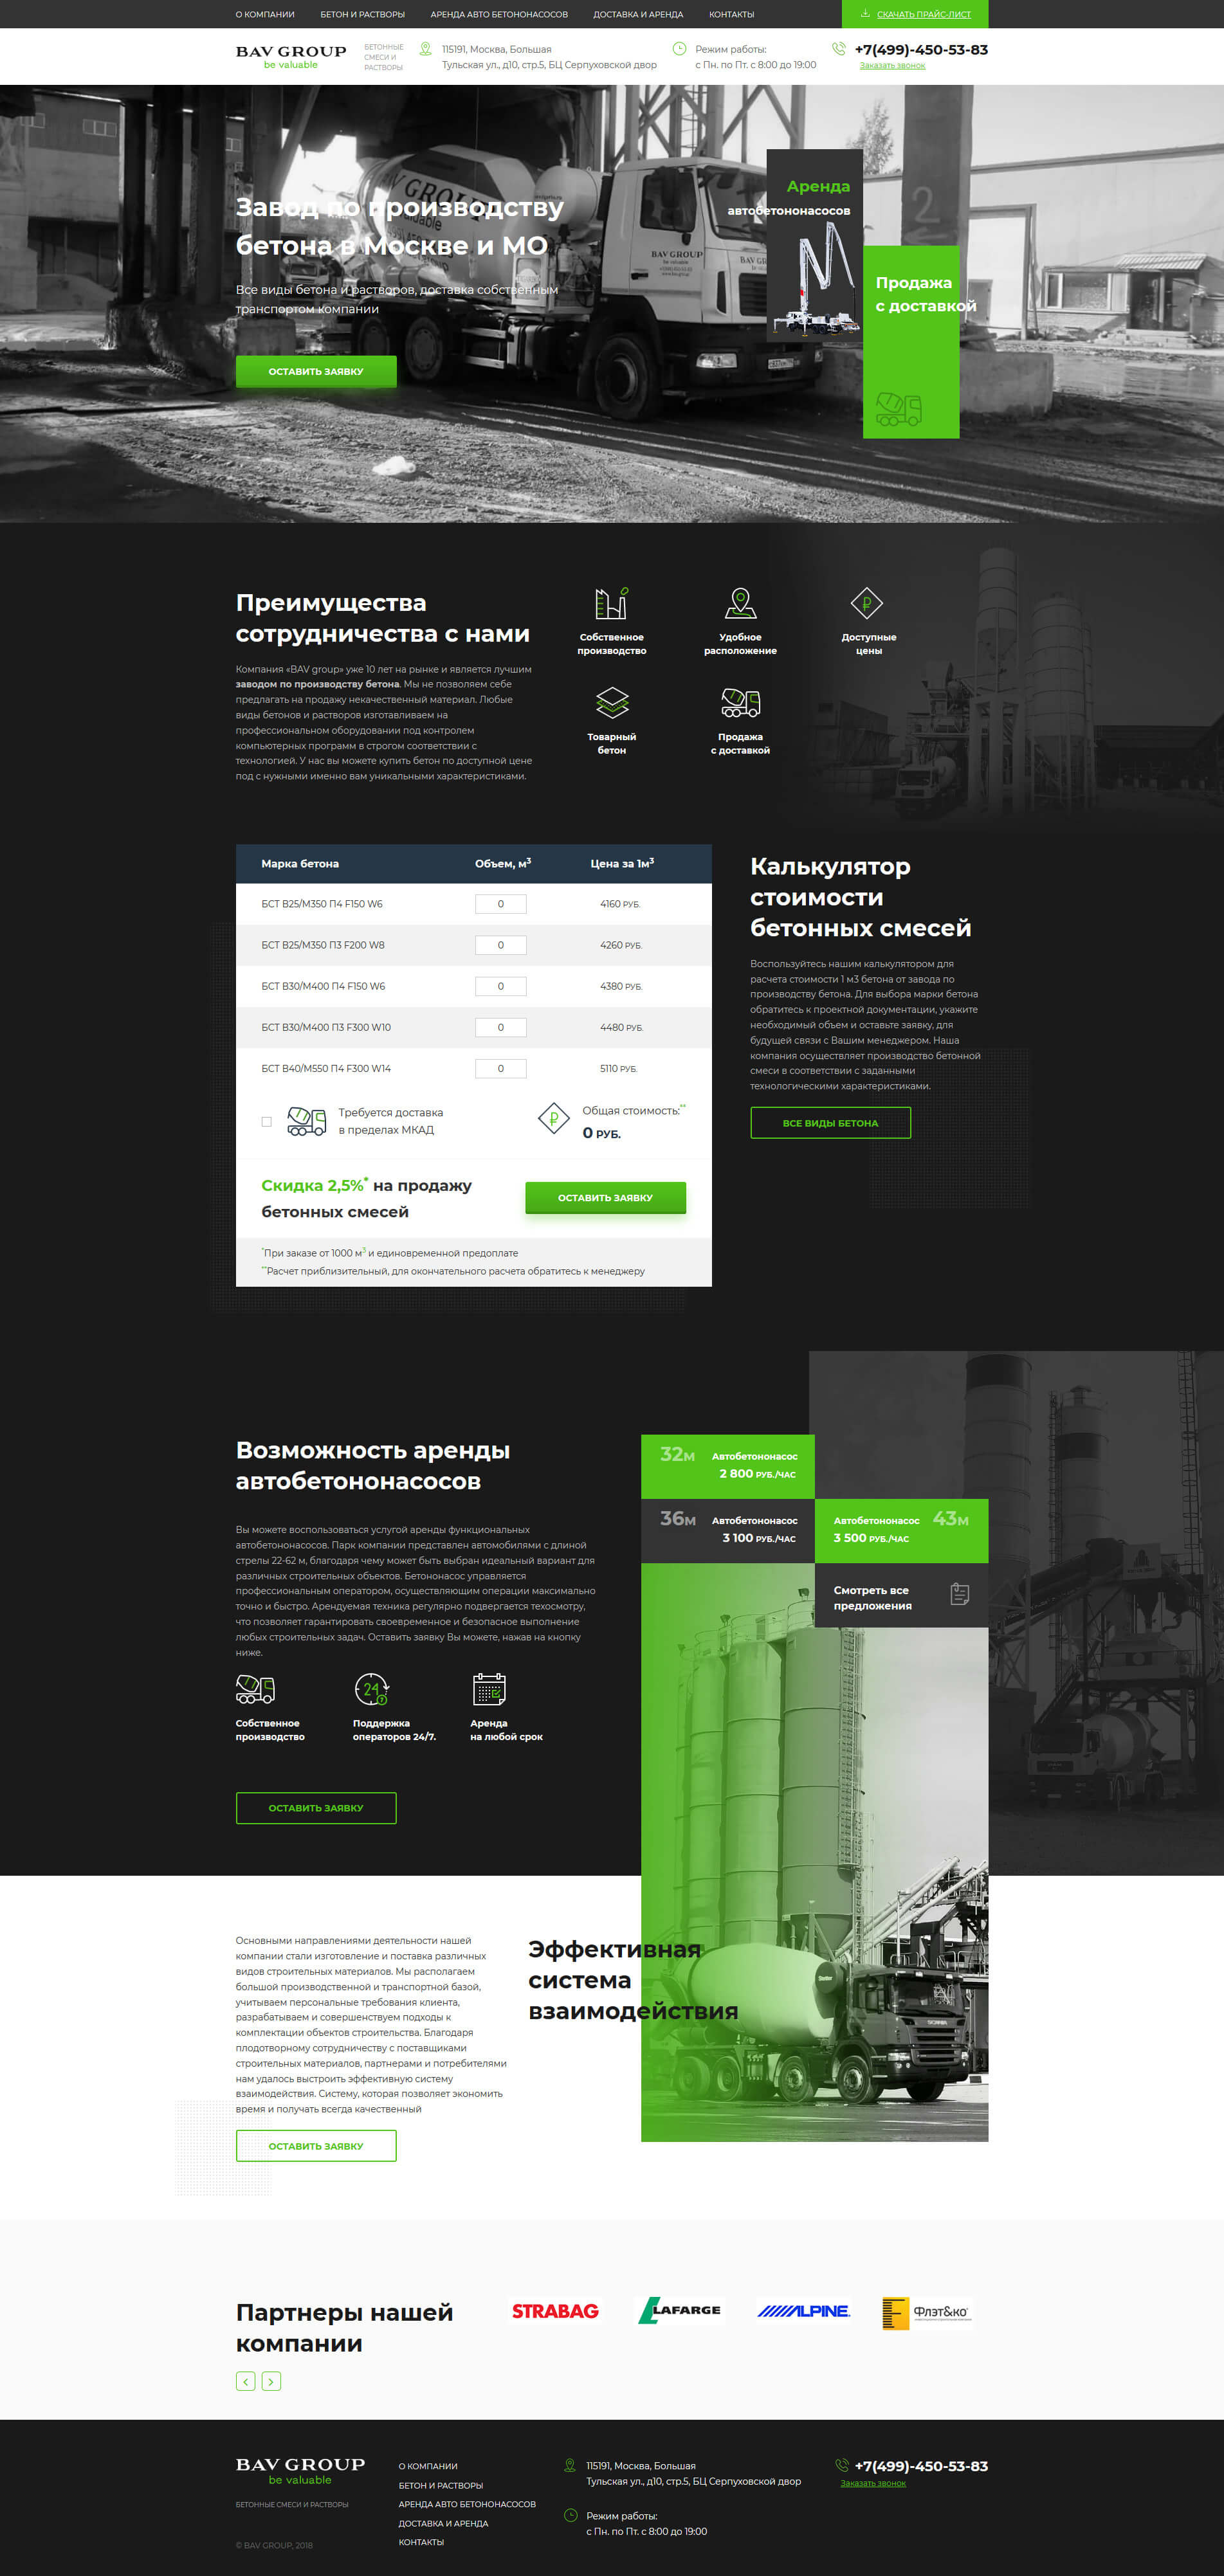 О КОМПАНИИ БЕТОН И РАСТВОРЫ АРЕНДА АВТО БЕТОНОНАСОСОВ ДОСТАВКА И АРЕНДА КОНТАКТЫ СКАЧАТЬ ПРАЙС-ЛИСТ
BAV GROUP
be valuable
БЕТОННЫЕ
СМЕСИ И
РАСТВОРЫ
115191, Москва, Большая
Тульская ул., д10, стр.5, БЦ Серпуховской двор
Режим работы:
с Пн. по Пт. с 8:00 до 19:00
+7(499)-450-53-83
Заказать звонок
Завод по производству
бетона в Москве и МО
Все виды бетона и растворов, доставка собственным
транспортом компании
ОСТАВИТЬ ЗАЯВКУ
BAV GROUP
be valuable
Аренда
автобетононасосов
Продажа
с доставкой
2
Преимущества
сотрудничества с нами
Компания «BAV group» уже 10 лет на рынке и является лучшим
заводом по производству бетона. Мы не позволяем себе
предлагать на продажу некачественный материал. Любые
виды бетонов и растворов изготавливаем на
профессиональном оборудовании под контролем
компьютерных программ в строгом соответствии с
технологией. У нас вы можете купить бетон по доступной цене
под с нужными именно вам уникальными характеристиками.
Собственное
производство
Удобное
расположение
Доступные
цены
Товарный
бетон
Продажа
с доставкой
Марка бетона Объем, м3 Цена за 1м3
БСТ В25/М350 П4 F150 W6 0 4160 РУБ.
БСТ В25/М350 П3 F200 W8 0 4260 РУБ.
БСТ В30/М400 П4 F150 W6 0 4380 РУБ.
БСТ В30/М400 П3 F300 W10 0 4480 РУБ.
БСТ В40/М550 П4 F300 W14 0 5110 РУБ.
Требуется доставка
в пределах МКАД
Общая стоимость:**
0 РУБ.
Скидка 2,5%* на продажу
бетонных смесей
ОСТАВИТЬ ЗАЯВКУ
*При заказе от 1000 м3 и единовременной предоплате
**Расчет приблизительный, для окончательного расчета обратитесь к менеджеру
Калькулятор
стоимости
бетонных смесей
Воспользуйтесь нашим калькулятором для
расчета стоимости 1 м3 бетона от завода по
производству бетона. Для выбора марки бетона
обратитесь к проектной документации, укажите
необходимый объем и оставьте заявку, для
будущей связи с Вашим менеджером. Наша
компания осуществляет производство бетонной
смеси в соответствии с заданными
технологическими характеристиками.
ВСЕ ВИДЫ БЕТОНА
Возможность аренды
автобетононасосов
Вы можете воспользоваться услугой аренды функциональных
автобетононасосов. Парк компании представлен автомобилями с длиной
стрелы 22-62 м, благодаря чему может быть выбран идеальный вариант для
различных строительных объектов. Бетононасос управляется
профессиональным оператором, осуществляющим операции максимально
точно и быстро. Арендуемая техника регулярно подвергается техосмотру,
что позволяет гарантировать своевременное и безопасное выполнение
любых строительных задач. Оставить заявку Вы можете, нажав на кнопку
ниже.
Собственное
производство
24
Поддержка
операторов 24/7.
Аренда
на любой срок
ОСТАВИТЬ ЗАЯВКУ
32м Автобетононасос
2 800 РУБ./ЧАС
36м Автобетононасос
3 100 РУБ./ЧАС
Автобетононасос 43м
3 500 РУБ./ЧАС
Смотреть все
предложения
Основными направлениями деятельности нашей
компании стали изготовление и поставка различных
видов строительных материалов. Мы располагаем
большой производственной и транспортной базой,
учитываем персональные требования клиента,
разрабатываем и совершенствуем подходы к
комплектации объектов строительства. Благодаря
плодотворному сотрудничеству с поставщиками
строительных материалов, партнерами и потребителями
нам удалось выстроить эффективную систему
взаимодействия. Систему, которая позволяет экономить
время и получать всегда качественный
ОСТАВИТЬ ЗАЯВКУ
Эффективная
система
взаимодействия
SCANIA
Партнеры нашей
компании
STRABAG
LAFARGE
ALPINE.
Флэт&ко
BAV GROUP
be valuable
БЕТОННЫЕ СМЕСИ И РАСТВОРЫ
© BAV GROUP, 2018
О КОМПАНИИ
БЕТОН И РАСТВОРЫ
АРЕНДА АВТО БЕТОНОНАСОСОВ
ДОСТАВКА И АРЕНДА
КОНТАКТЫ
115191, Москва, Большая
Тульская ул., д10, стр.5, БЦ Серпуховской двор
Режим работы:
с Пн. по Пт. с 8:00 до 19:00
+7(499)-450-53-83
Заказать звонок